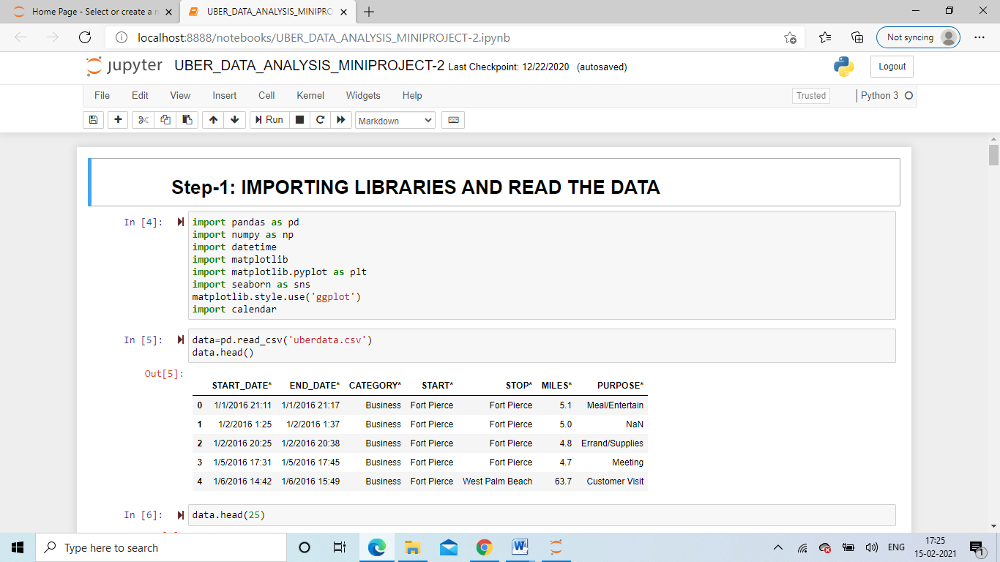 Home Page - Select or create a n
UBER_DATA_ANALYSIS_MINIPRO
localhost:8888/notebooks/UBER_DATA_ANALYSIS_MINIPROJECT-2.ipynb
Not syncing
jupyter UBER_DATA_ANALYSIS_MINIPROJECT-2 Last Checkpoint: 12/22/2020 (autosaved)
Logout
File Edit View Insert Cell Kernel Widgets Help
Trusted
Python 3
Run
Markdown
Step-1: IMPORTING LIBRARIES AND READ THE DATA
In [4]:
import pandas as pd
import numpy as np
import datetime
import matplotlib
import matplotlib.pyplot as plt
import seaborn as sns
matplotlib.style.use('ggplot')
import calendar
In [5]:
data=pd.read_csv('uberdata.csv')
data.head()
Out[5]:
START_DATE* END_DATE* CATEGORY* START* STOP* MILES* PURPOSE*
0 1/1/2016 21:11 1/1/2016 21:17 Business Fort Pierce Fort Pierce 5.1 Meal/Entertain
1 1/2/2016 1:25 1/2/2016 1:37 Business Fort Pierce Fort Pierce 5.0 NaN
2 1/2/2016 20:25 1/2/2016 20:38 Business Fort Pierce Fort Pierce 4.8 Errand/Supplies
3 1/5/2016 17:31 1/5/2016 17:45 Business Fort Pierce Fort Pierce 4.7 Meeting
4 1/6/2016 14:42 1/6/2016 15:49 Business Fort Pierce West Palm Beach 63.7 Customer Visit
In [6]:
data.head(25)
Type here to search
ENG
17:25
15-02-2021
1